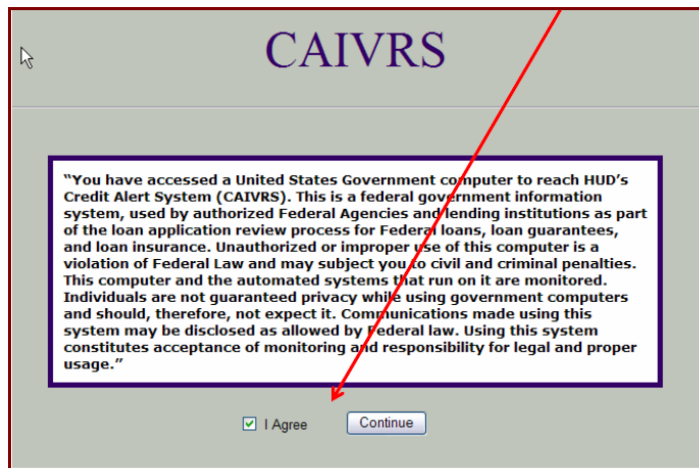 CAIVRS
“You have accessed a United States Government computer to reach HUD’s
Credit Alert System (CAIVRS). This is a federal government information
system, used by authorized Federal Agencies and lending institutions as part
of the loan application review process for Federal loans, loan guarantees,
and loan insurance. Unauthorized or improper use of this computer is a
violation of Federal Law and may subject you to civil and criminal penalties.
This computer and the automated systems that run on it are monitored.
Individuals are not guaranteed privacy while using government computers
and should, therefore, not expect it. Communications made using this
system may be disclosed as allowed by Federal law. Using this system
constitutes acceptance of monitoring and responsibility for legal and proper
usage.”
I Agree Continue